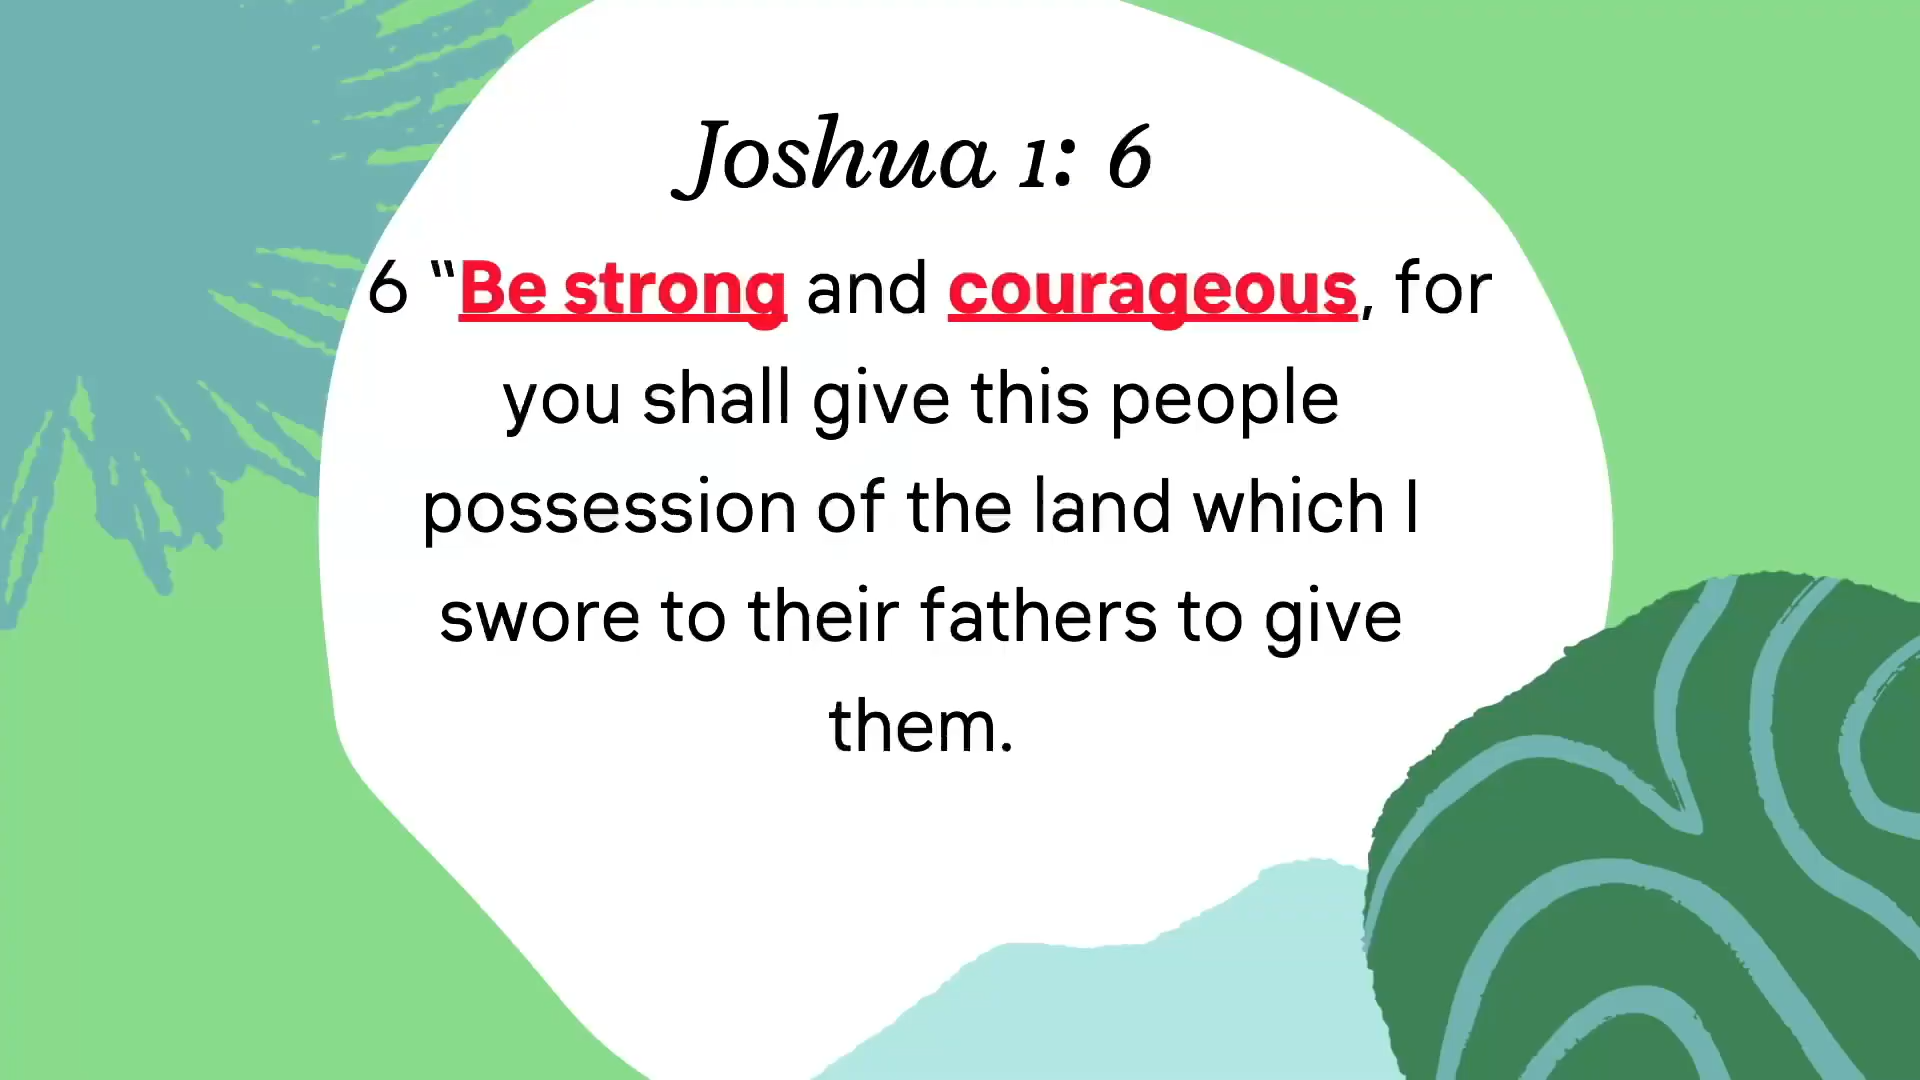 Joshua 1: 6
6 “Be strong and courageous, for
you shall give this people
possession of the land which I
swore to their fathers to give
them.